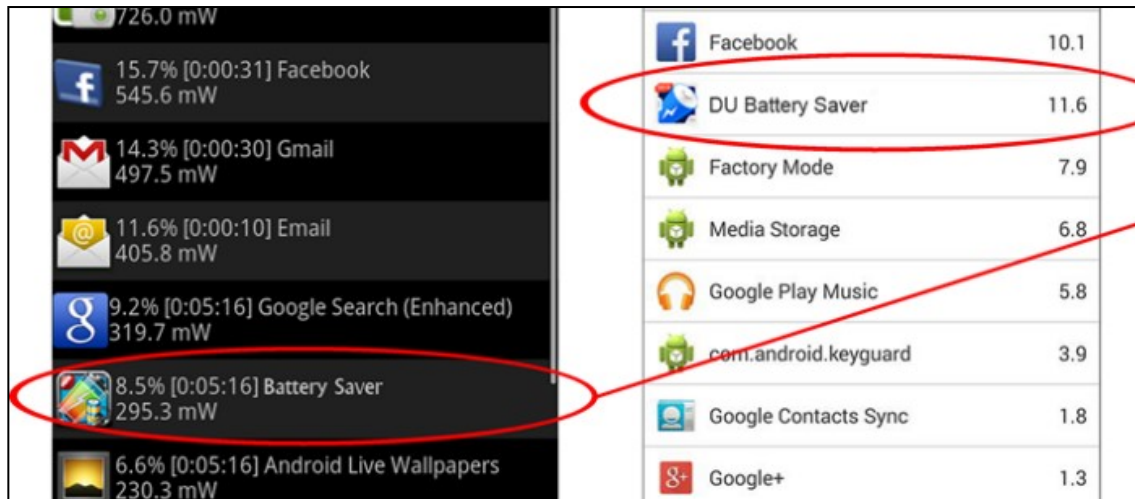 726.0 mW
15.7% [0:00:31] Facebook
545.6 mW
14.3% [0:00:30] Gmail
497.5 mW
11.6% [0:00:10] Email
405.8 mW
9.2% [0:05:16] Google Search (Enhanced)
319.7 mW
8.5% [0:05:16] Battery Saver
295.3 mW
6.6% [0:05:16] Android Live Wallpapers
230.3 mW
Facebook 10.1
DU Battery Saver 11.6
Factory Mode 7.9
Media Storage 6.8
Google Play Music 5.8
com.android.keyguard 3.9
Google Contacts Sync 1.8
Google+ 1.3